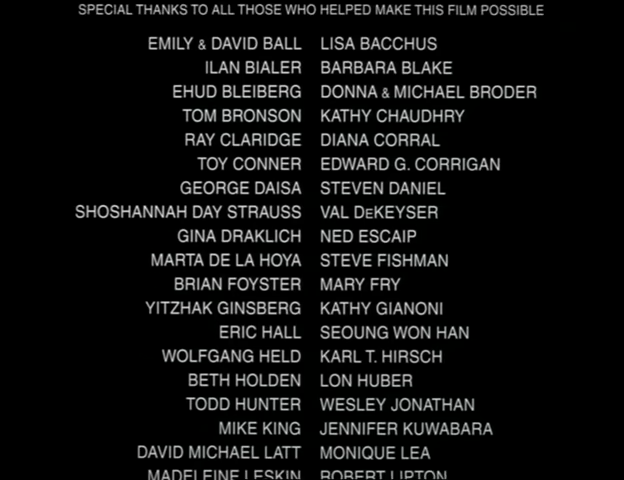 SPECIAL THANKS TO ALL THOSE WHO HELPED MAKE THIS FILM POSSIBLE
EMILY & DAVID BALL LISA BACCHUS
ILAN BIALER BARBARA BLAKE
EHUD BLEIBERG DONNA & MICHAEL BRODER
TOM BRONSON KATHY CHAUDHRY
RAY CLARIDGE DIANA CORRAL
TOY CONNER EDWARD G. CORRIGAN
GEORGE DAISA STEVEN DANIEL
SHOSHANNAH DAY STRAUSS VAL DeKEYSER
GINA DRAKLICH NED ESCAIP
MARTA DE LA HOYA STEVE FISHMAN
BRIAN FOYSTER MARY FRY
YITZHAK GINSBERG KATHY GIANONI
ERIC HALL SEOUNG WON HAN
WOLFGANG HELD KARL T. HIRSCH
BETH HOLDEN LON HUBER
TODD HUNTER WESLEY JONATHAN
MIKE KING JENNIFER KUWABARA
DAVID MICHAEL LATT MONIQUE LEA
MADELEINE LESKIN ROBERT LIPTON